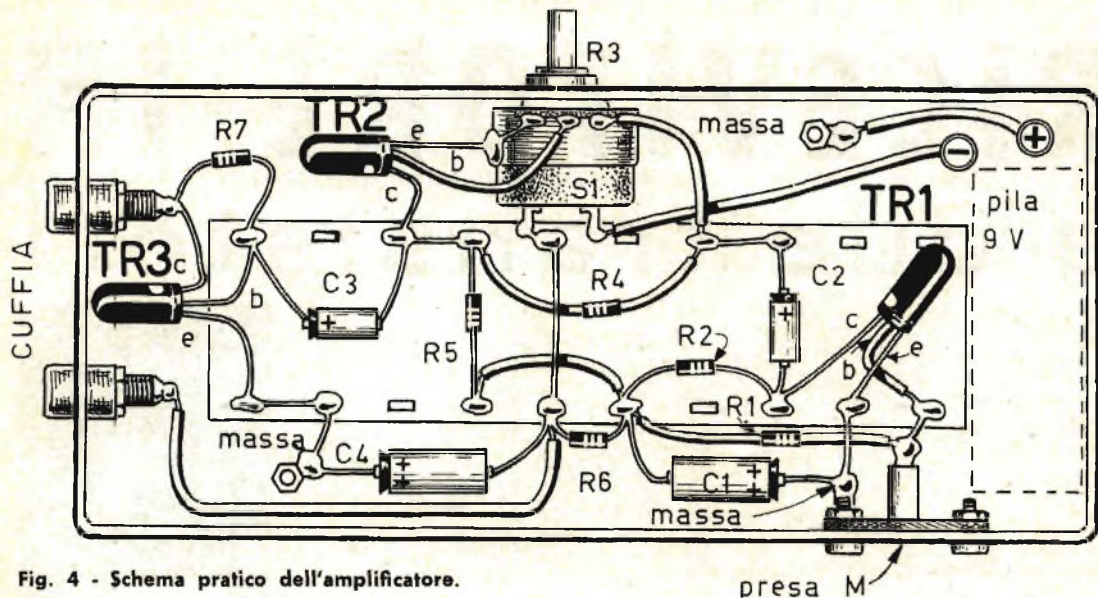 R3
TR2
e
massa
+
R7
b
−
c
S1
TR1
pila
9 V
CUFFIA
TR3
c
b
C3
+
R4
C2
+
c
e
e
R5
R2
b
R1
massa
C4
+
+
R6
C1
+
+
massa
presa M
Fig. 4 - Schema pratico dell'amplificatore.